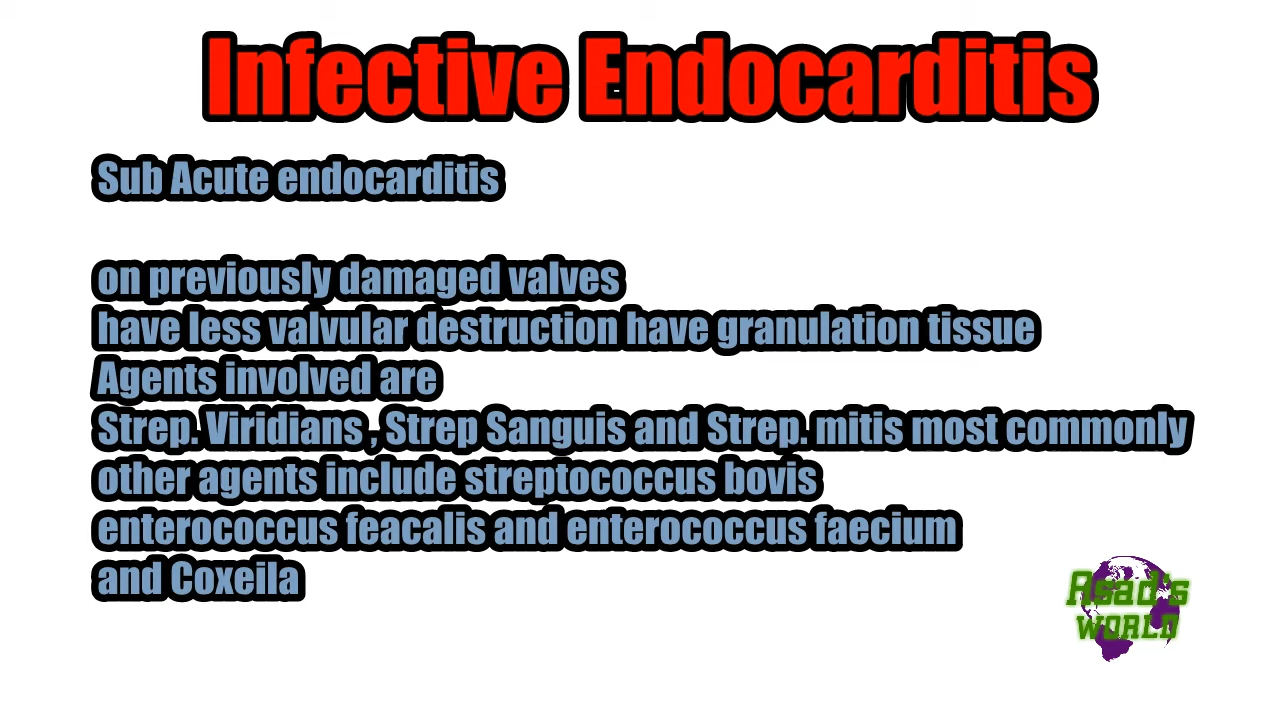 Infective Endocarditis
Sub Acute endocarditis
on previously damaged valves
have less valvular destruction have granulation tissue
Agents involved are
Strep. Viridians , Strep Sanguis and Strep. mitis most commonly
other agents include streptococcus bovis
enterococcus feacalis and enterococcus faecium
and Coxeila
Asad's
WORLD